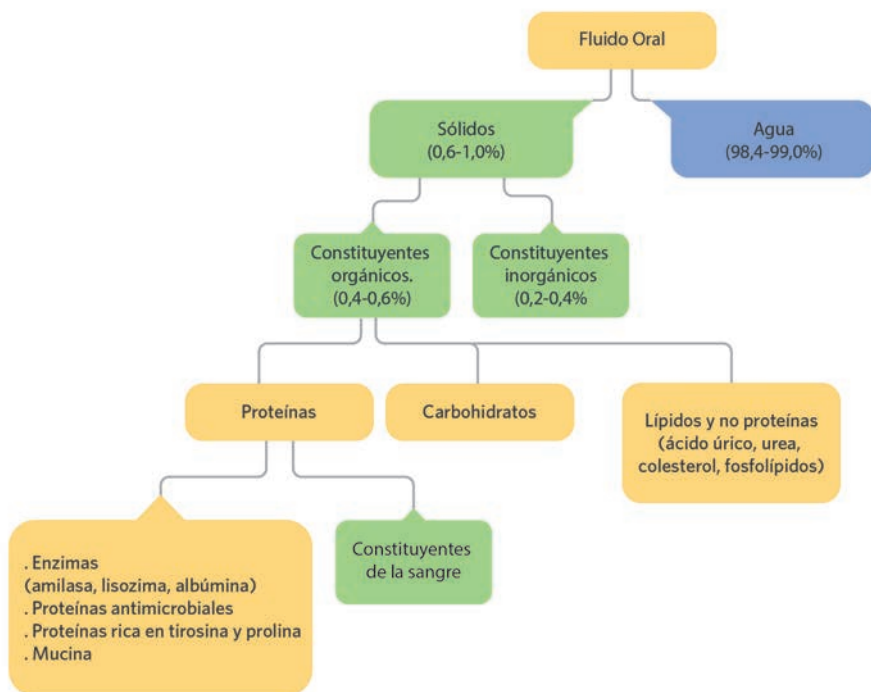 Fluido Oral
Sólidos
(0,6-1,0%)
Agua
(98,4-99,0%)
Constituyentes
orgánicos.
(0,4-0,6%)
Constituyentes
inorgánicos
(0,2-0,4%
Proteínas
Carbohidratos
Lípidos y no proteínas
(ácido úrico, urea,
colesterol, fosfolípidos)
. Enzimas
(amilasa, lisozima, albúmina)
. Proteínas antimicrobiales
. Proteínas rica en tirosina y prolina
. Mucina
Constituyentes
de la sangre